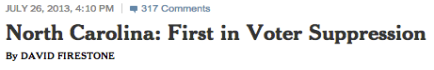 JULY 26, 2013, 4:10 PM | 317 Comments
North Carolina: First in Voter Suppression
By DAVID FIRESTONE